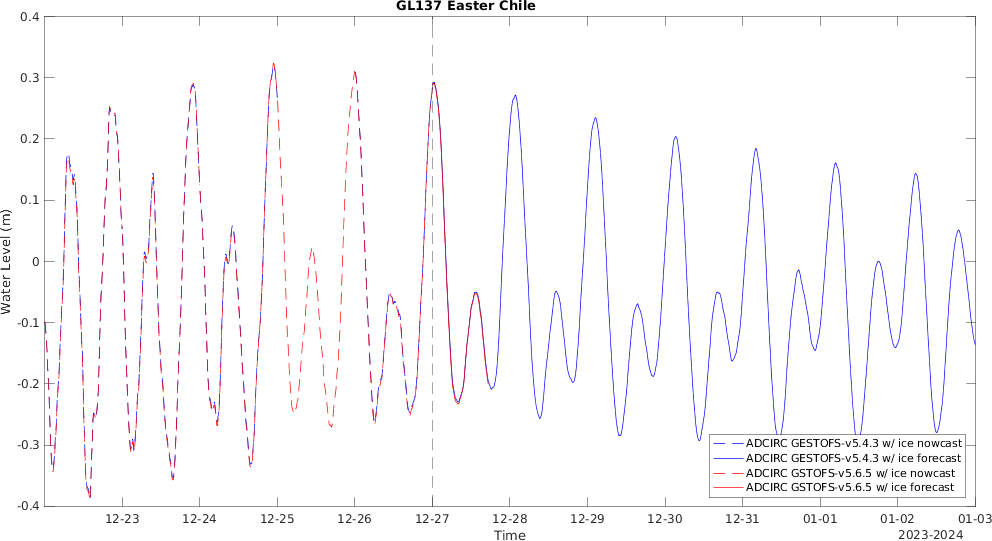 GL137 Easter Chile
0.4
0.3
0.2
0.1
0
-0.1
-0.2
-0.3
-0.4
Water Level (m)
ADCIRC GESTOFS-v5.4.3 w/ ice nowcast
ADCIRC GESTOFS-v5.4.3 w/ ice forecast
ADCIRC GSTOFS-v5.6.5 w/ ice nowcast
ADCIRC GSTOFS-v5.6.5 w/ ice forecast
12-23 12-24 12-25 12-26 12-27 12-28 12-29 12-30 12-31 01-01 01-02 01-03
Time
2023-2024